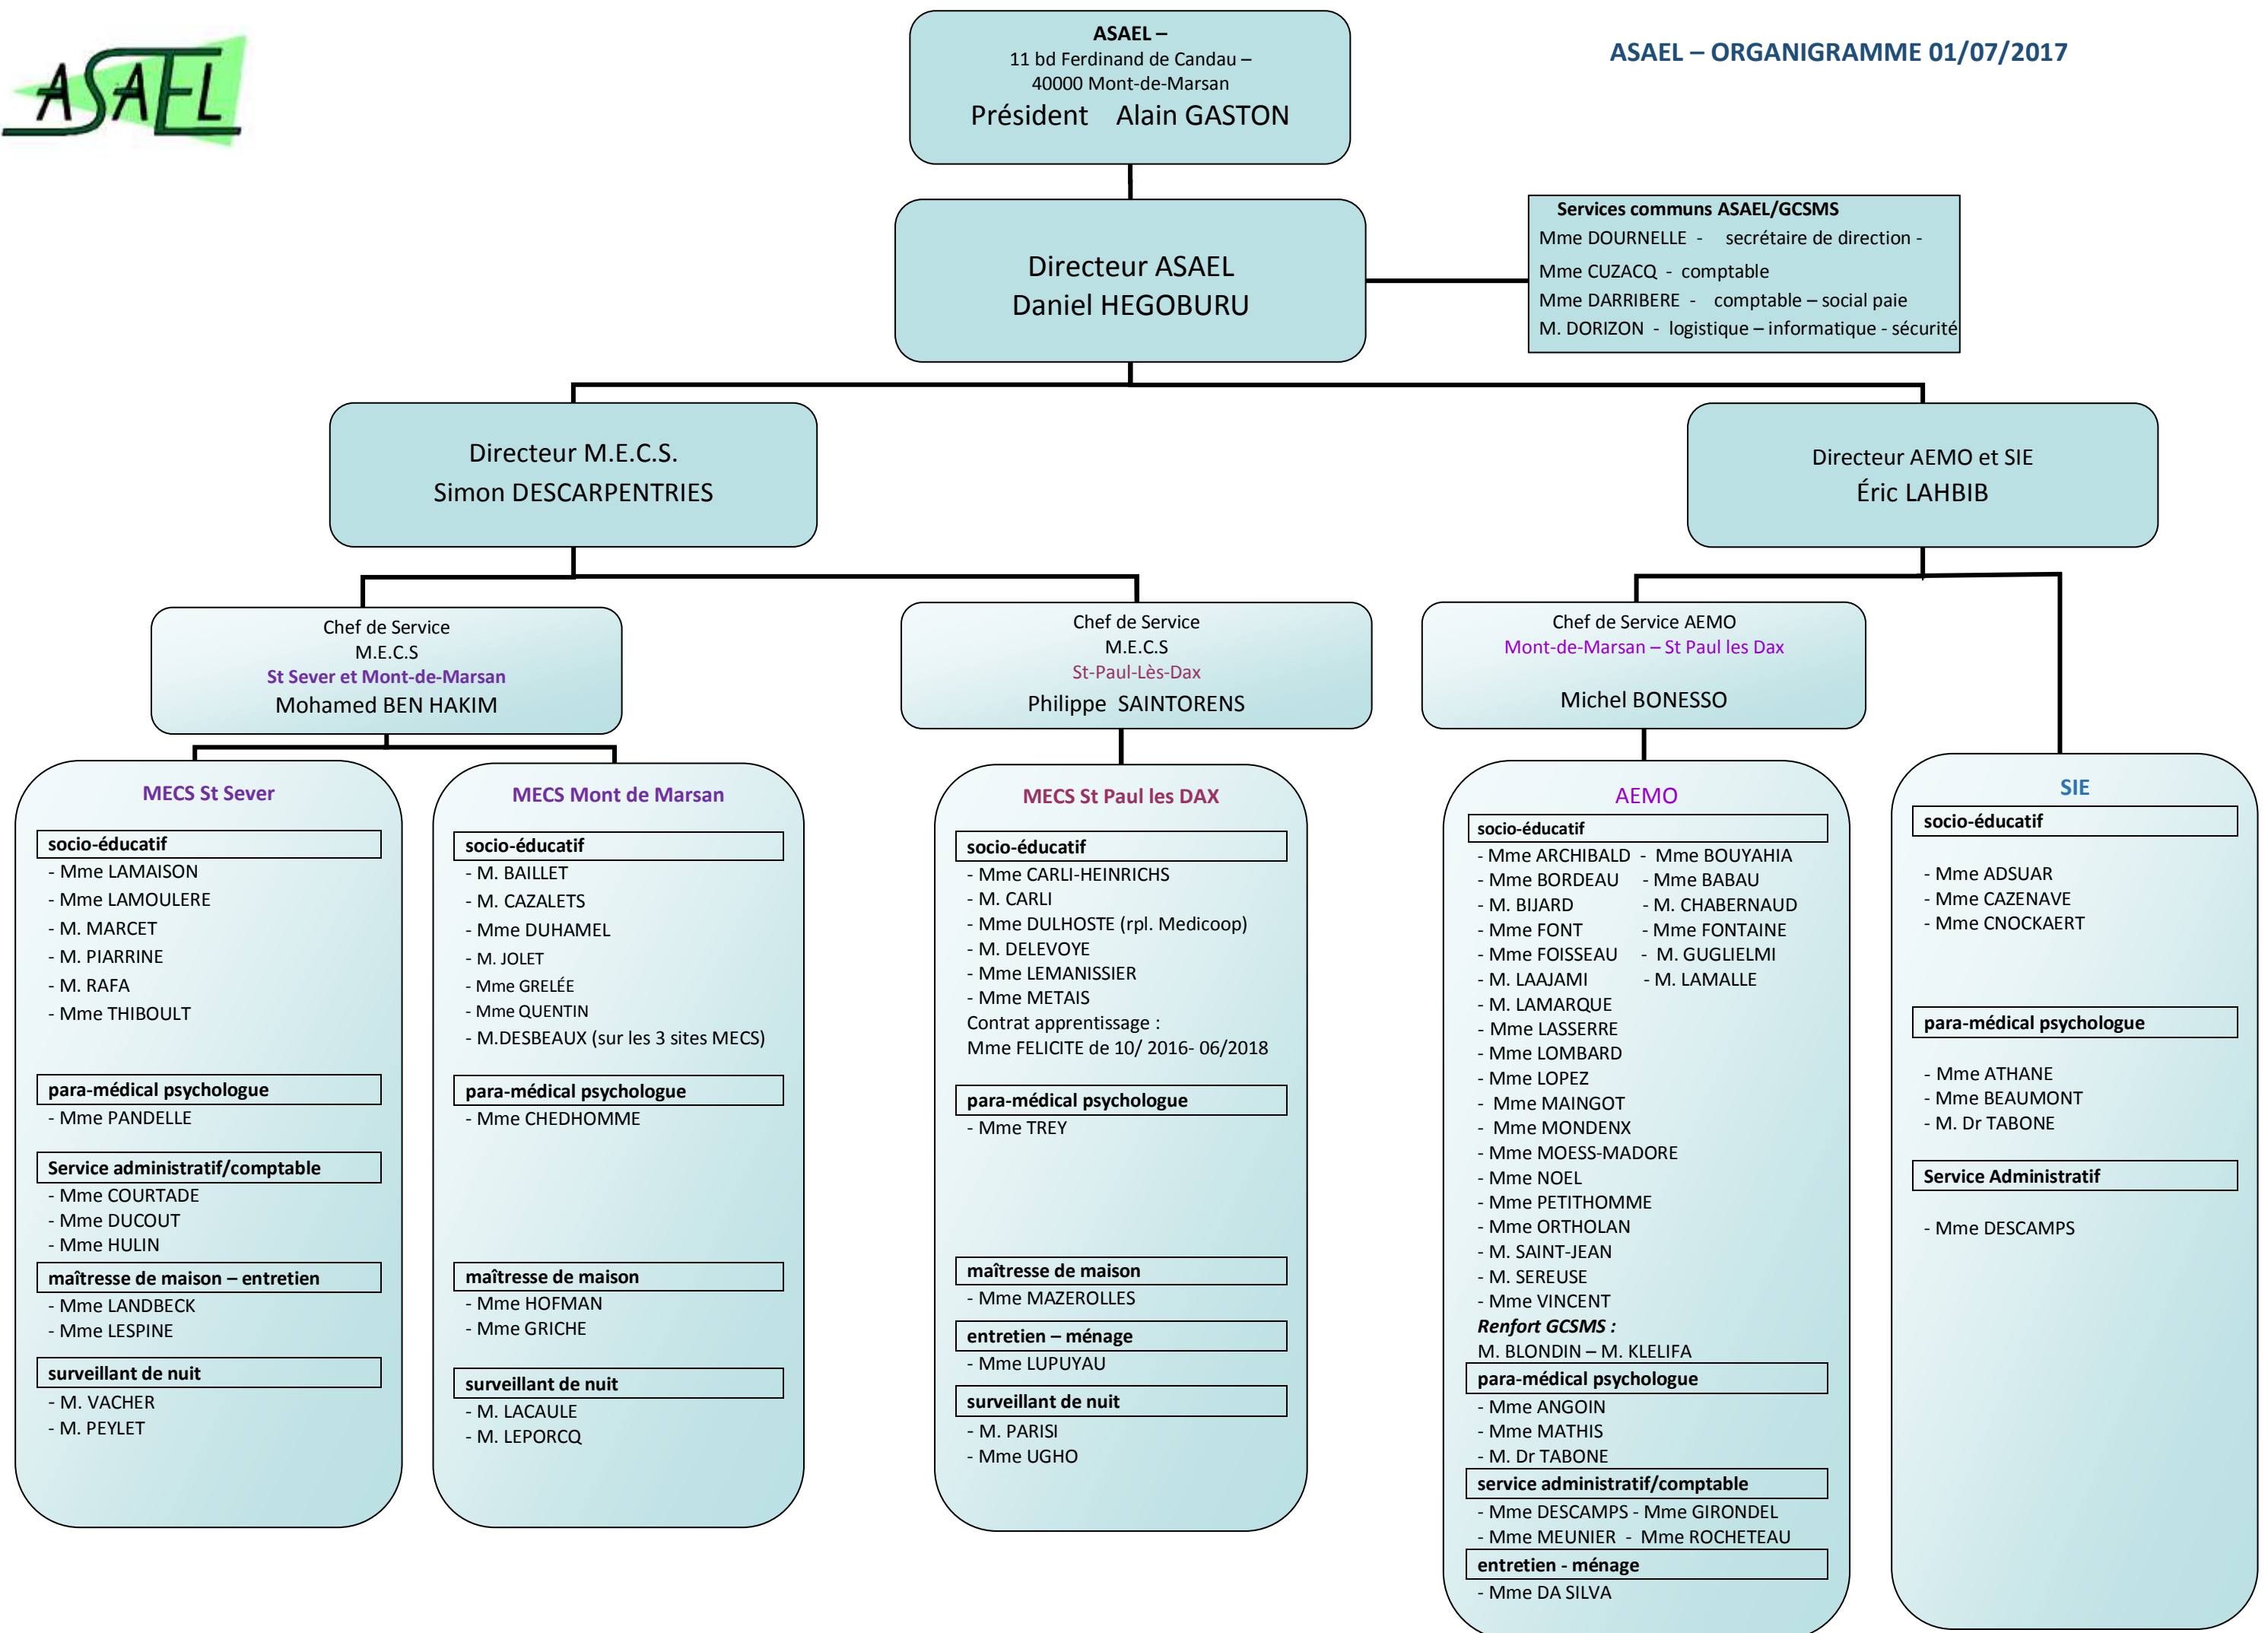 ASAEL
ASAEL –
11 bd Ferdinand de Candau –
40000 Mont-de-Marsan
Président Alain GASTON
ASAEL – ORGANIGRAMME 01/07/2017
Directeur ASAEL
Daniel HEGOBURU
Services communs ASAEL/GCSMS
Mme DOURNELLE - secrétaire de direction -
Mme CUZACQ - comptable
Mme DARRIBERE - comptable – social paie
M. DORIZON - logistique – informatique - sécurité
Directeur M.E.C.S.
Simon DESCARPENTRIES
Directeur AEMO et SIE
Éric LAHBIB
Chef de Service
M.E.C.S
St Sever et Mont-de-Marsan
Mohamed BEN HAKIM
Chef de Service
M.E.C.S
St-Paul-Lès-Dax
Philippe SAINTORENS
Chef de Service AEMO
Mont-de-Marsan – St Paul les Dax
Michel BONESSO
MECS St Sever
socio-éducatif
- Mme LAMAISON
- Mme LAMOULERE
- M. MARCET
- M. PIARRINE
- M. RAFA
- Mme THIBOULT
para-médical psychologue
- Mme PANDELLE
Service administratif/comptable
- Mme COURTADE
- Mme DUCOUT
- Mme HULIN
maîtresse de maison – entretien
- Mme LANDBECK
- Mme LESPINE
surveillant de nuit
- M. VACHER
- M. PEYLET
MECS Mont de Marsan
socio-éducatif
- M. BAILLET
- M. CAZALETS
- Mme DUHAMEL
- M. JOLET
- Mme GRELÉE
- Mme QUENTIN
- M.DESBEAUX (sur les 3 sites MECS)
para-médical psychologue
- Mme CHEDHOMME
maîtresse de maison
- Mme HOFMAN
- Mme GRICHE
surveillant de nuit
- M. LACAULE
- M. LEPORCQ
MECS St Paul les DAX
socio-éducatif
- Mme CARLI-HEINRICHS
- M. CARLI
- Mme DULHOSTE (rpl. Medicoop)
- M. DELEVOYE
- Mme LEMANISSIER
- Mme METAIS
Contrat apprentissage :
Mme FELICITE de 10/ 2016- 06/2018
para-médical psychologue
- Mme TREY
maîtresse de maison
- Mme MAZEROLLES
entretien – ménage
- Mme LUPUYAU
surveillant de nuit
- M. PARISI
- Mme UGHO
AEMO
socio-éducatif
- Mme ARCHIBALD - Mme BOUYAHIA
- Mme BORDEAU - Mme BABAU
- M. BIJARD - M. CHABERNAUD
- Mme FONT - Mme FONTAINE
- Mme FOISSEAU - M. GUGLIELMI
- M. LAAJAMI - M. LAMALLE
- M. LAMARQUE
- Mme LASSERRE
- Mme LOMBARD
- Mme LOPEZ
- Mme MAINGOT
- Mme MONDENX
- Mme MOESS-MADORE
- Mme NOEL
- Mme PETITHOMME
- Mme ORTHOLAN
- M. SAINT-JEAN
- M. SEREUSE
- Mme VINCENT
Renfort GCSMS :
M. BLONDIN – M. KLELIFA
para-médical psychologue
- Mme ANGOIN
- Mme MATHIS
- M. Dr TABONE
service administratif/comptable
- Mme DESCAMPS - Mme GIRONDEL
- Mme MEUNIER - Mme ROCHETEAU
entretien - ménage
- Mme DA SILVA
SIE
socio-éducatif
- Mme ADSUAR
- Mme CAZENAVE
- Mme CNOCKAERT
para-médical psychologue
- Mme ATHANE
- Mme BEAUMONT
- M. Dr TABONE
Service Administratif
- Mme DESCAMPS